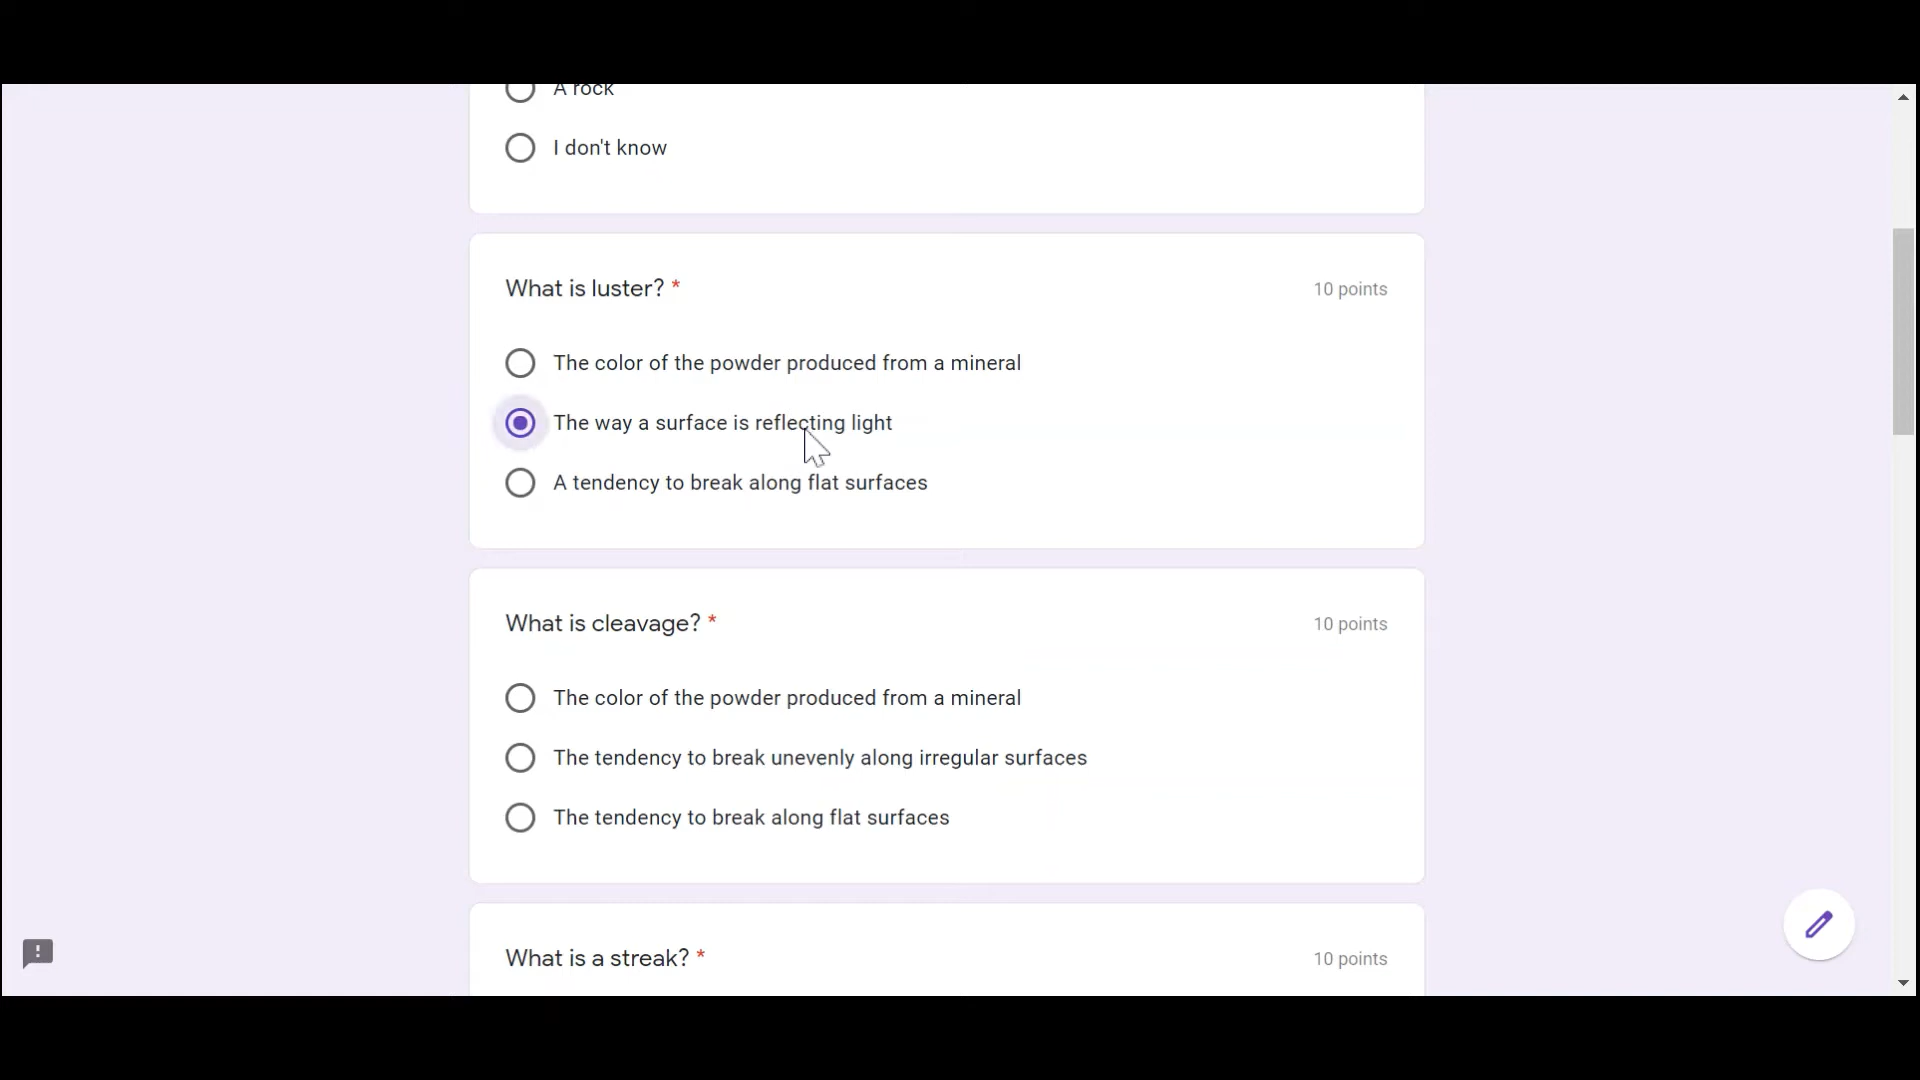 A rock
I don't know
What is luster? *
10 points
The color of the powder produced from a mineral
The way a surface is reflecting light
A tendency to break along flat surfaces
What is cleavage? *
10 points
The color of the powder produced from a mineral
The tendency to break unevenly along irregular surfaces
The tendency to break along flat surfaces
What is a streak? *
10 points